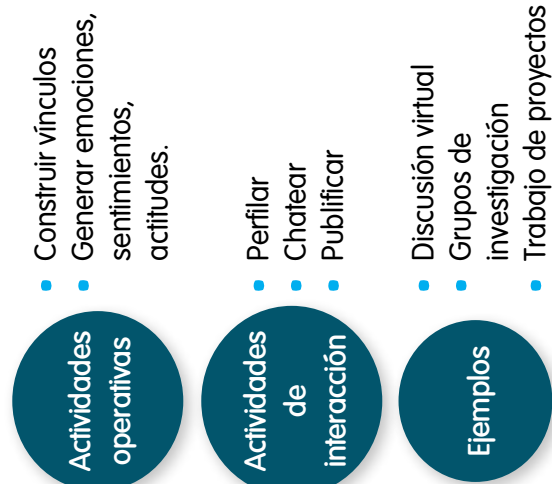 Actividades
operativas
Construir vínculos
Generar emociones,
sentimientos,
actitudes.
Actividades
de
interacción
Perfilar
Chatear
Publificar
Ejemplos
Discusión virtual
Grupos de
investigación
Trabajo de proyectos